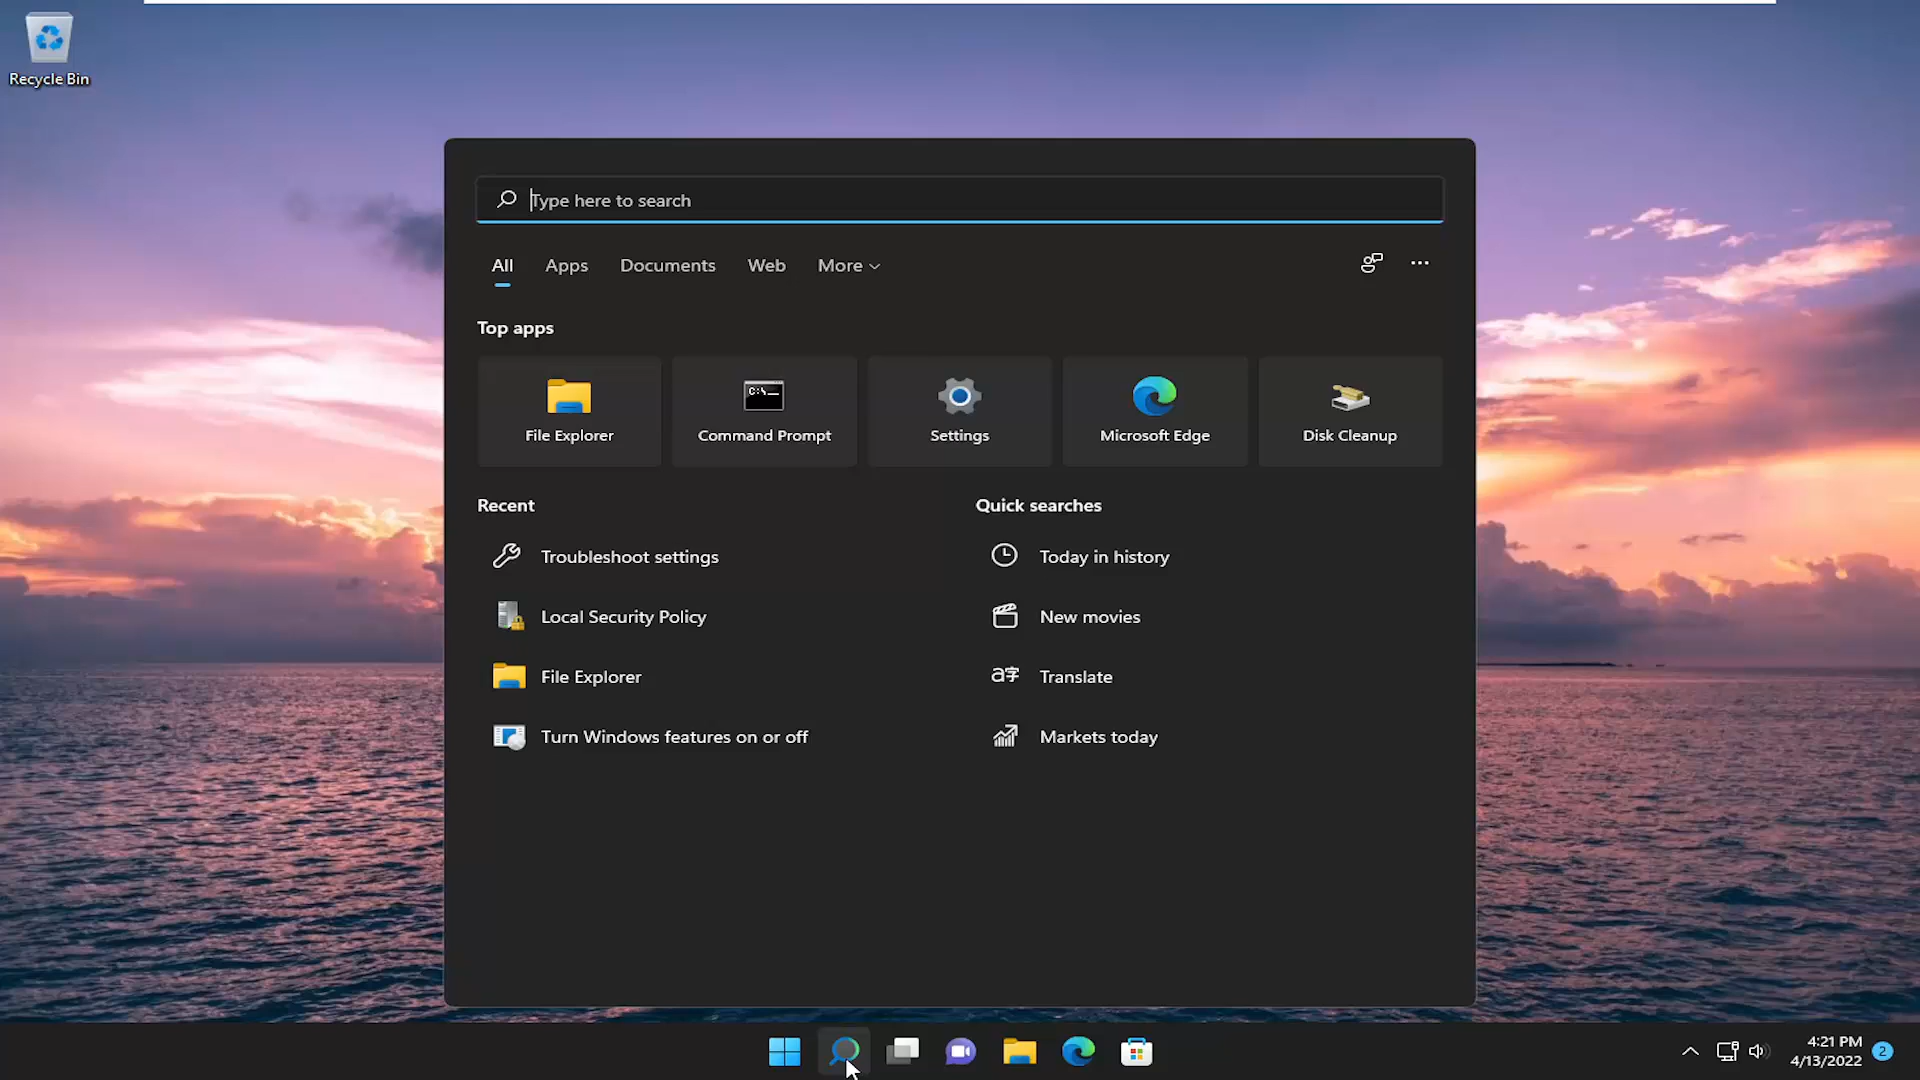 Recycle Bin
Type here to search
All Apps Documents Web More
Top apps
File Explorer Command Prompt Settings Microsoft Edge Disk Cleanup
Recent
Troubleshoot settings
Local Security Policy
File Explorer
Turn Windows features on or off
Quick searches
Today in history
New movies
Translate
Markets today
4:21 PM
4/13/2022
2